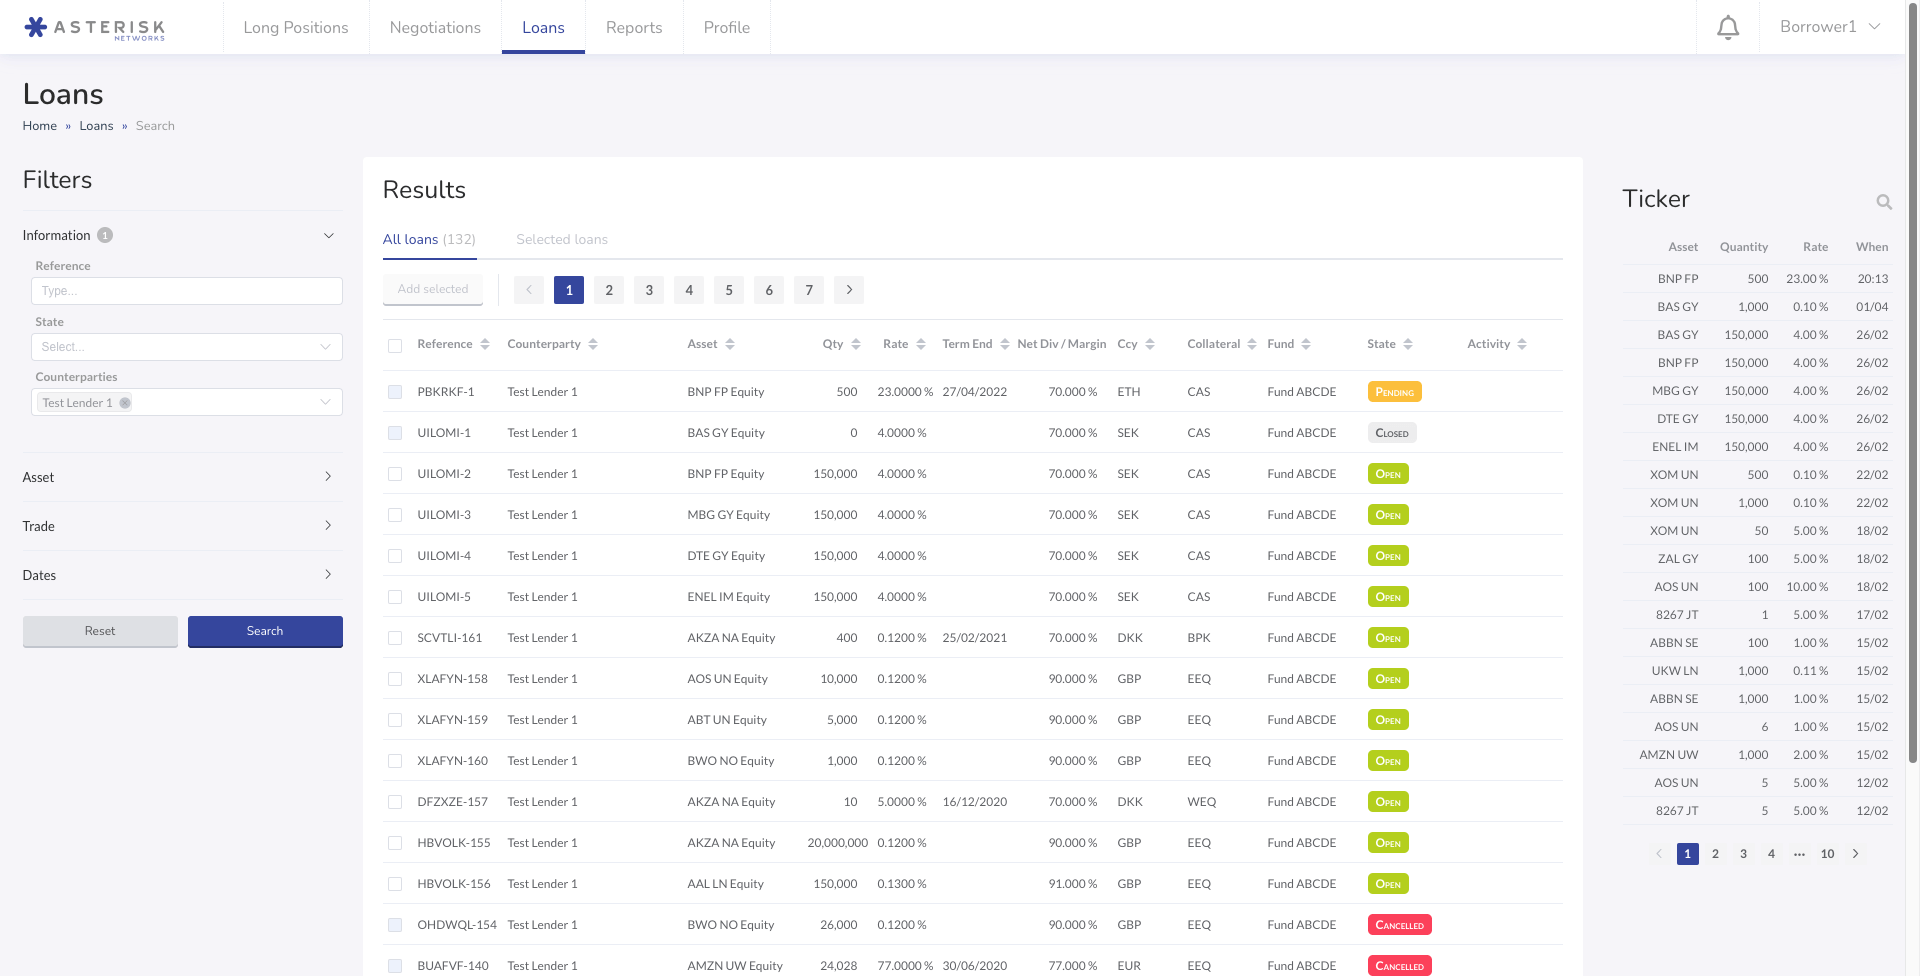 ASTERISK NETWORKS Long Positions Negotiations Loans Reports Profile Borrower1
Loans
Home » Loans » Search
Filters
Information 1
Reference
Type...
State
Select...
Counterparties
Test Lender 1
Asset
Trade
Dates
Reset Search
Results
All loans (132) Selected loans
Add selected < 1 2 3 4 5 6 7 >
Reference Counterparty Asset Qty Rate Term End Net Div / Margin Ccy Collateral Fund State Activity
PBKRKF-1 Test Lender 1 BNP FP Equity 500 23.0000 % 27/04/2022 70.000 % ETH CAS Fund ABCDE Pending
UILOMI-1 Test Lender 1 BAS GY Equity 0 4.0000 % 70.000 % SEK CAS Fund ABCDE Closed
UILOMI-2 Test Lender 1 BNP FP Equity 150,000 4.0000 % 70.000 % SEK CAS Fund ABCDE Open
UILOMI-3 Test Lender 1 MBG GY Equity 150,000 4.0000 % 70.000 % SEK CAS Fund ABCDE Open
UILOMI-4 Test Lender 1 DTE GY Equity 150,000 4.0000 % 70.000 % SEK CAS Fund ABCDE Open
UILOMI-5 Test Lender 1 ENEL IM Equity 150,000 4.0000 % 70.000 % SEK CAS Fund ABCDE Open
SCVTLI-161 Test Lender 1 AKZA NA Equity 400 0.1200 % 25/02/2021 70.000 % DKK BPK Fund ABCDE Open
XLAFYN-158 Test Lender 1 AOS UN Equity 10,000 0.1200 % 90.000 % GBP EEQ Fund ABCDE Open
XLAFYN-159 Test Lender 1 ABT UN Equity 5,000 0.1200 % 90.000 % GBP EEQ Fund ABCDE Open
XLAFYN-160 Test Lender 1 BWO NO Equity 1,000 0.1200 % 90.000 % GBP EEQ Fund ABCDE Open
DFZXZE-157 Test Lender 1 AKZA NA Equity 10 5.0000 % 16/12/2020 70.000 % DKK WEQ Fund ABCDE Open
HBVOLK-155 Test Lender 1 AKZA NA Equity 20,000,000 0.1200 % 90.000 % GBP EEQ Fund ABCDE Open
HBVOLK-156 Test Lender 1 AAL LN Equity 150,000 0.1300 % 91.000 % GBP EEQ Fund ABCDE Open
OHDWQL-154 Test Lender 1 BWO NO Equity 26,000 0.1200 % 90.000 % GBP EEQ Fund ABCDE Cancelled
BUAFVF-140 Test Lender 1 AMZN UW Equity 24,028 77.0000 % 30/06/2020 77.000 % EUR EEQ Fund ABCDE Cancelled
Ticker
Asset Quantity Rate When
BNP FP 500 23.00 % 20:13
BAS GY 1,000 0.10 % 01/04
BAS GY 150,000 4.00 % 26/02
BNP FP 150,000 4.00 % 26/02
MBG GY 150,000 4.00 % 26/02
DTE GY 150,000 4.00 % 26/02
ENEL IM 150,000 4.00 % 26/02
XOM UN 500 0.10 % 22/02
XOM UN 1,000 0.10 % 22/02
XOM UN 50 5.00 % 18/02
ZAL GY 100 5.00 % 18/02
AOS UN 100 10.00 % 18/02
8267 JT 1 5.00 % 17/02
ABBN SE 100 1.00 % 15/02
UKW LN 1,000 0.11 % 15/02
ABBN SE 1,000 1.00 % 15/02
AOS UN 6 1.00 % 15/02
AMZN UW 1,000 2.00 % 15/02
AOS UN 5 5.00 % 12/02
8267 JT 5 5.00 % 12/02
< 1 2 3 4 ••• 10 >